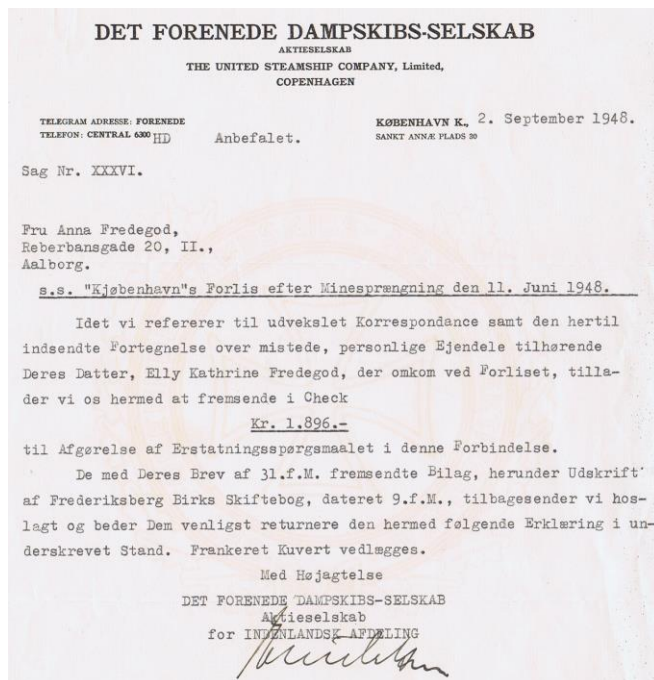 DET FORENEDE DAMPSKIBS-SELSKAB
AKTIESELSKAB
THE UNITED STEAMSHIP COMPANY, Limited,
COPENHAGEN
TELEGRAM ADRESSE: FORENEDE
TELEFON: CENTRAL 6300 HD
Anbefalet.
KØBENHAVN K., 2. September 1948.
SANKT ANNÆ PLADS 30
Sag Nr. XXXVI.
Fru Anna Fredegod,
Reberbansgade 20, II.,
Aalborg.
s.s. "Kjøbenhavn"s Forlis efter Minesprængning den 11. Juni 1948.
Idet vi refererer til udvekslet Korrespondance samt den hertil
indsendte Fortegnelse over mistede, personlige Ejendele tilhørende
Deres Datter, Elly Kathrine Fredegod, der omkom ved Forliset, tilla-
der vi os hermed at fremsende i Check
Kr. 1.896.-
til Afgørelse af Erstatningsspørgsmaalet i denne Forbindelse.
De med Deres Brev af 31.f.M. fremsendte Bilag, herunder Udskrift
af Frederiksberg Birks Skiftebog, dateret 9.f.M., tilbagesender vi hos-
lagt og beder Dem venligst returnere den hermed følgende Erklæring i un-
derskrevet Stand. Frankeret Kuvert vedlægges.
Med Højagtelse
DET FORENEDE DAMPSKIBS-SELSKAB
Aktieselskab
for INDENLANDSK AFDELING